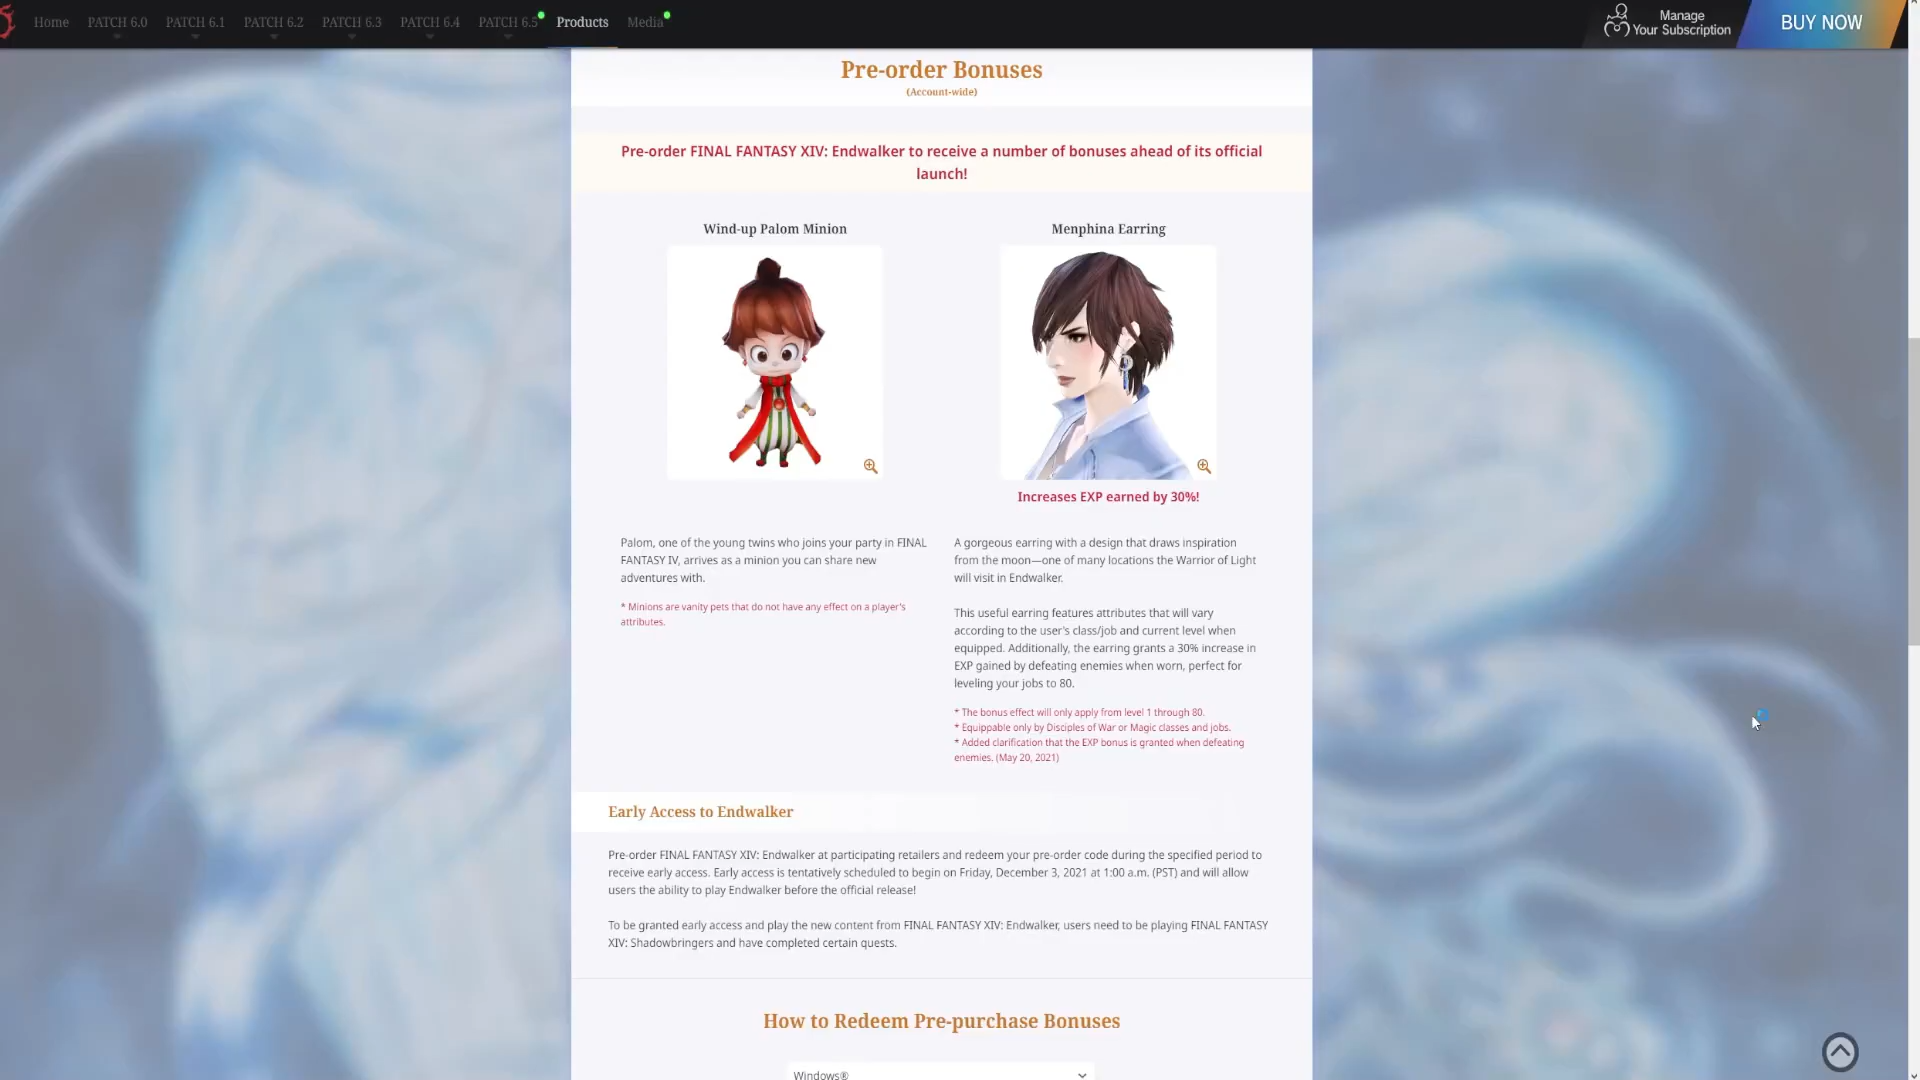 Home PATCH 6.0 PATCH 6.1 PATCH 6.2 PATCH 6.3 PATCH 6.4 PATCH 6.5 Products Media
Manage
Your Subscription
BUY NOW
Pre-order Bonuses
(Account-wide)
Pre-order FINAL FANTASY XIV: Endwalker to receive a number of bonuses ahead of its official
launch!
Wind-up Palom Minion
Menphina Earring
Increases EXP earned by 30%!
Palom, one of the young twins who joins your party in FINAL
FANTASY IV, arrives as a minion you can share new
adventures with.
* Minions are vanity pets that do not have any effect on a player's
attributes.
A gorgeous earring with a design that draws inspiration
from the moon—one of many locations the Warrior of Light
will visit in Endwalker.
This useful earring features attributes that will vary
according to the user's class/job and current level when
equipped. Additionally, the earring grants a 30% increase in
EXP gained by defeating enemies when worn, perfect for
leveling your jobs to 80.
* The bonus effect will only apply from level 1 through 80.
* Equippable only by Disciples of War or Magic classes and jobs.
* Added clarification that the EXP bonus is granted when defeating
enemies. (May 20, 2021)
Early Access to Endwalker
Pre-order FINAL FANTASY XIV: Endwalker at participating retailers and redeem your pre-order code during the specified period to
receive early access. Early access is tentatively scheduled to begin on Friday, December 3, 2021 at 1:00 a.m. (PST) and will allow
users the ability to play Endwalker before the official release!
To be granted early access and play the new content from FINAL FANTASY XIV: Endwalker, users need to be playing FINAL FANTASY
XIV: Shadowbringers and have completed certain quests.
How to Redeem Pre-purchase Bonuses
Windows®